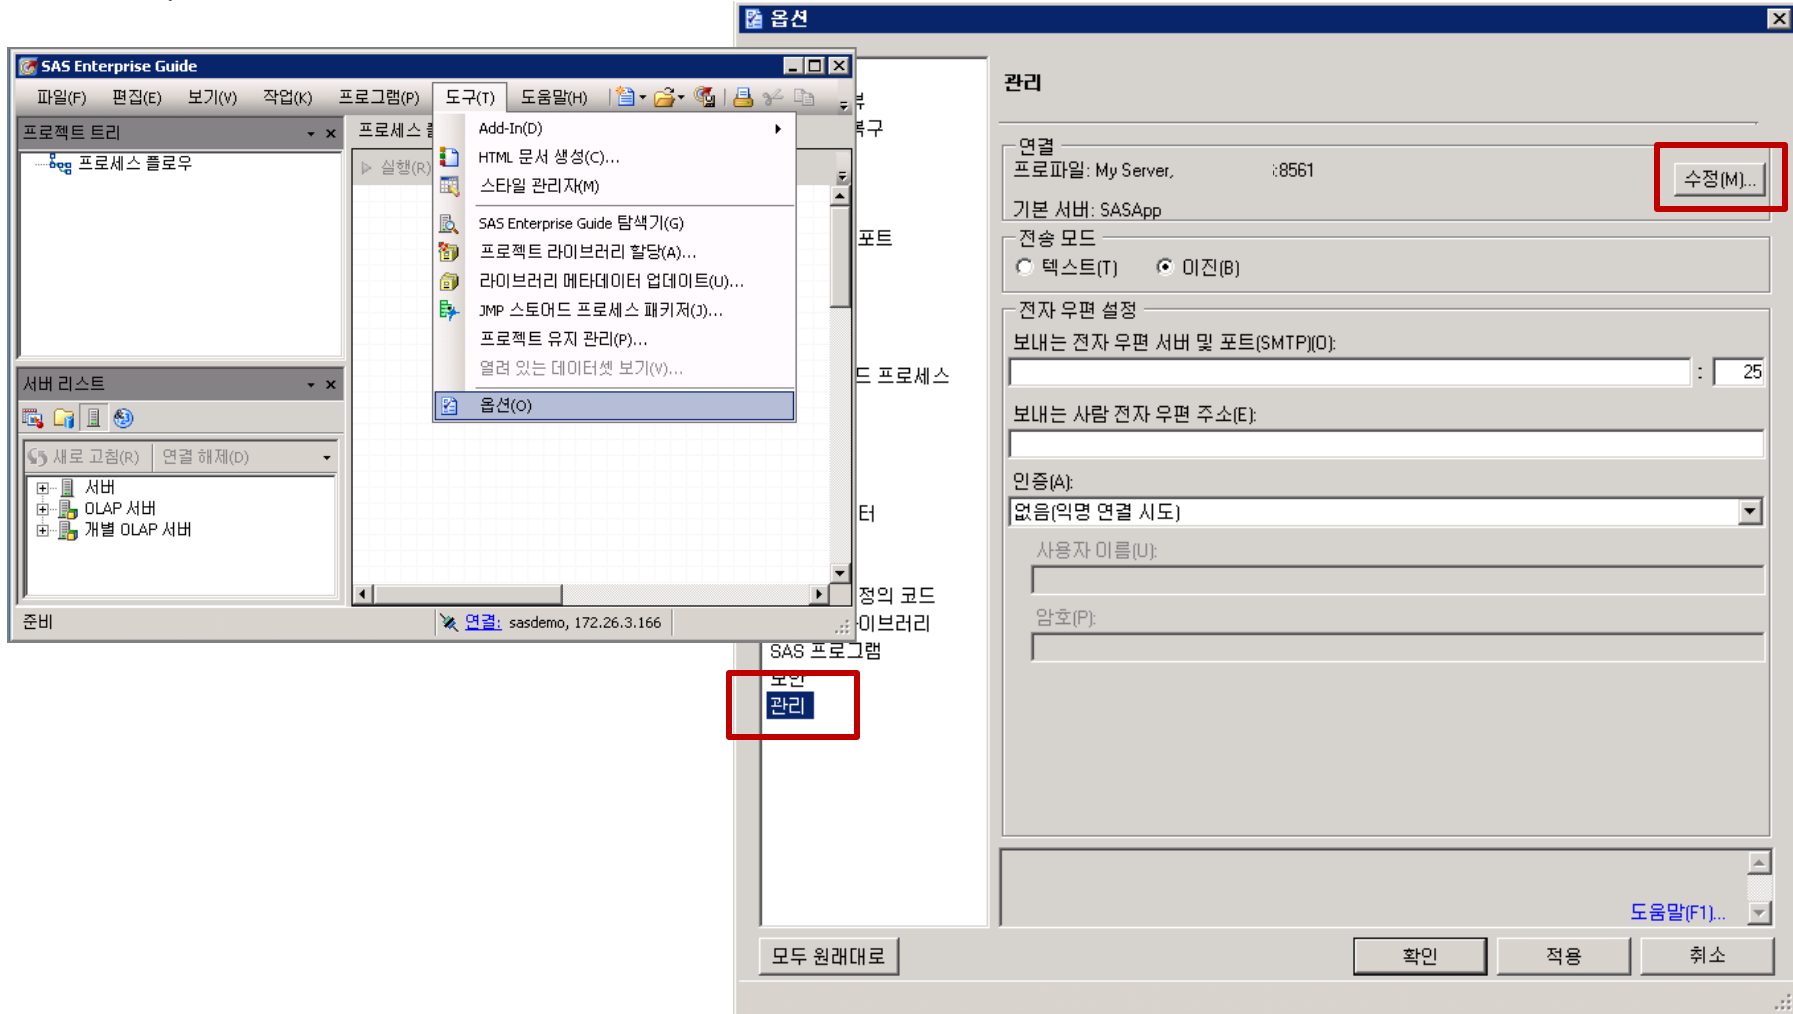 SAS Enterprise Guide
파일(F) 편집(E) 보기(V) 작업(K) 프로그램(P) 도구(T) 도움말(H)
프로젝트 트리
프로세스 플로우
프로세스
실행(R)
Add-In(D)
HTML 문서 생성(C)...
스타일 관리자(M)
SAS Enterprise Guide 탐색기(G)
프로젝트 라이브러리 할당(A)...
라이브러리 메타데이터 업데이트(U)...
JMP 스토어드 프로세스 패키저(J)...
프로젝트 유지 관리(P)...
열려 있는 데이터셋 보기(V)...
옵션(O)
서버 리스트
새로 고침(R) 연결 해제(D)
서버
OLAP 서버
개별 OLAP 서버
준비
연결: sasdemo, 172.26.3.166
옵션
복구
포트
드 프로세스
터
정의 코드
이브러리
SAS 프로그램
보안
관리
모두 원래대로
관리
연결
프로파일: My Server, :8561
수정(M)...
기본 서버: SASApp
전송 모드
텍스트(T) 이진(B)
전자 우편 설정
보내는 전자 우편 서버 및 포트(SMTP)(O):
: 25
보내는 사람 전자 우편 주소(E):
인증(A):
없음(익명 연결 시도)
사용자 이름(U):
암호(P):
도움말(F1)...
확인 적용 취소